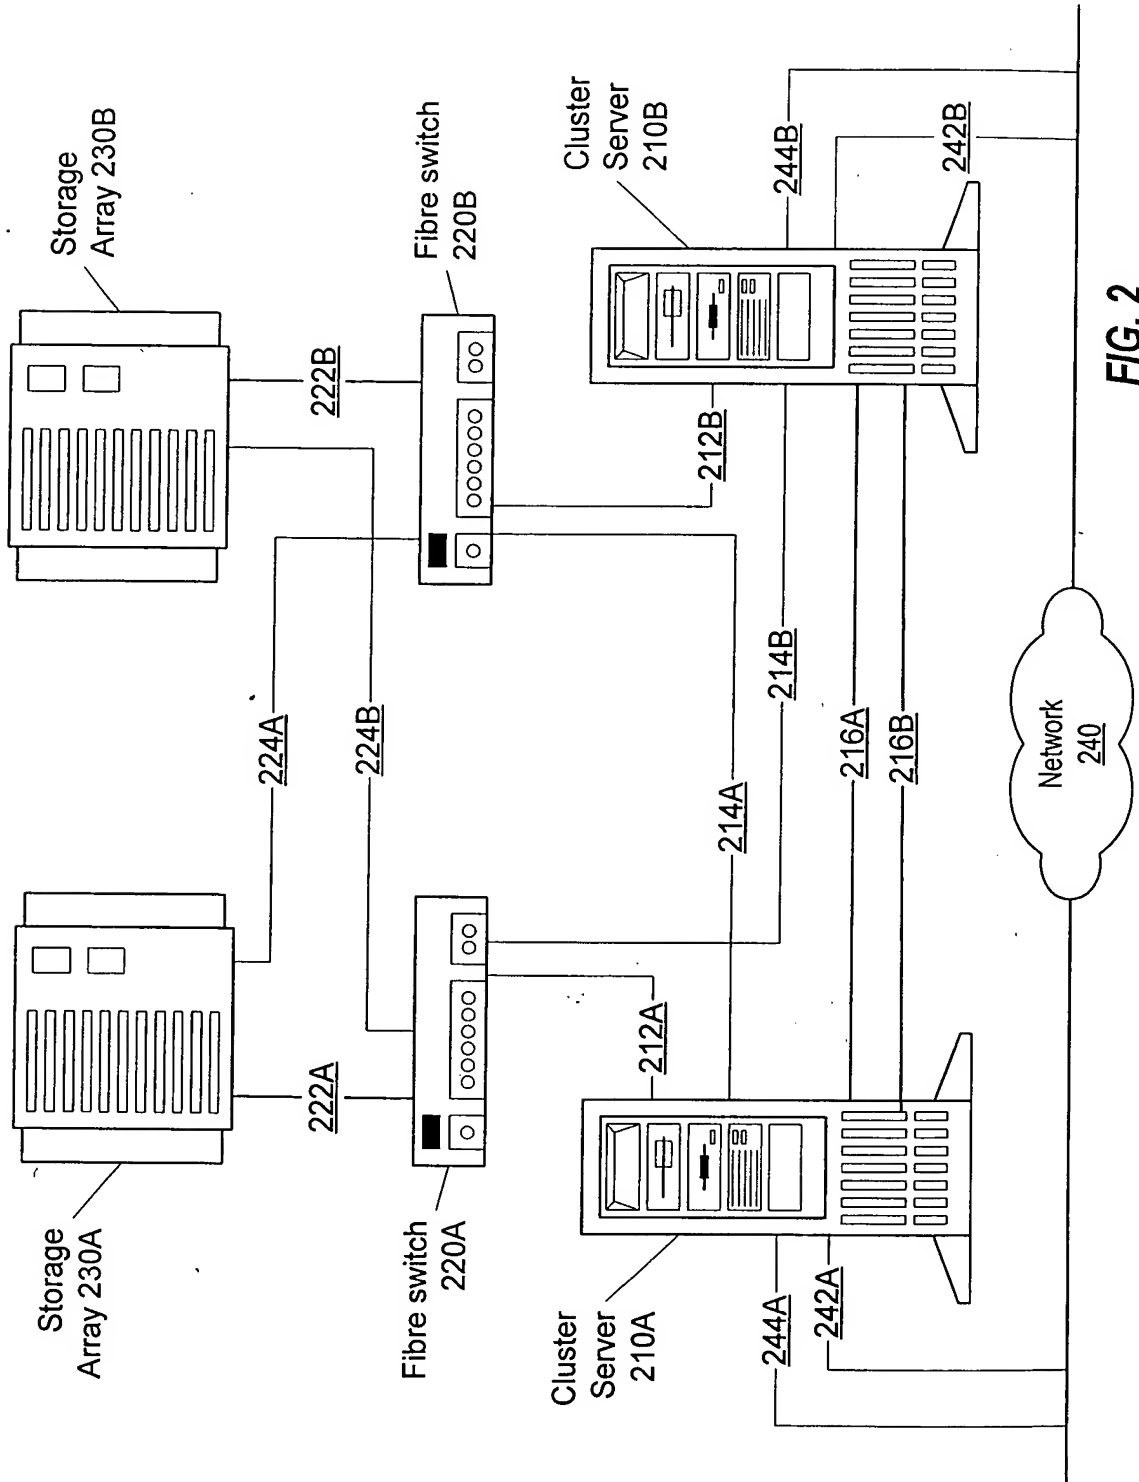 Storage
Array 230A
Storage
Array 230B
222A
224A
224B
222B
Fibre switch
220A
Fibre switch
220B
212A
214A
214B
212B
Cluster
Server
210A
Cluster
Server
210B
216A
216B
244A
242A
244B
242B
Network
240
FIG. 2